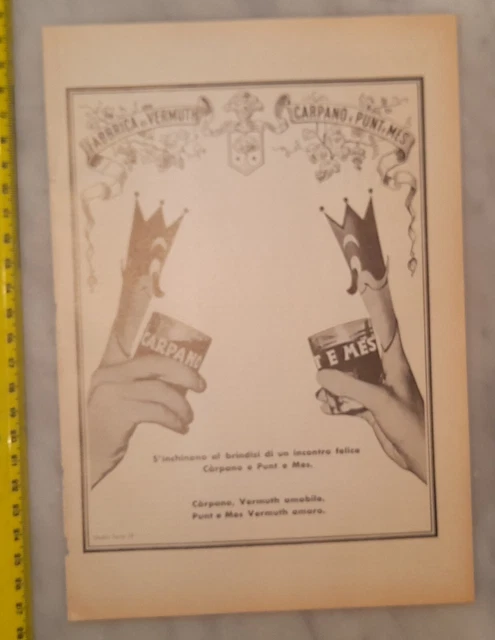 FABBRICA DI VERMUTH
CARPANO E PUNT E MES
CARPANO
T E MES
S'inchinano al brindisi di un incontro felice
Càrpano e Punt e Mes.
Càrpano, Vermuth amabile.
Punt e Mes Vermuth amaro.